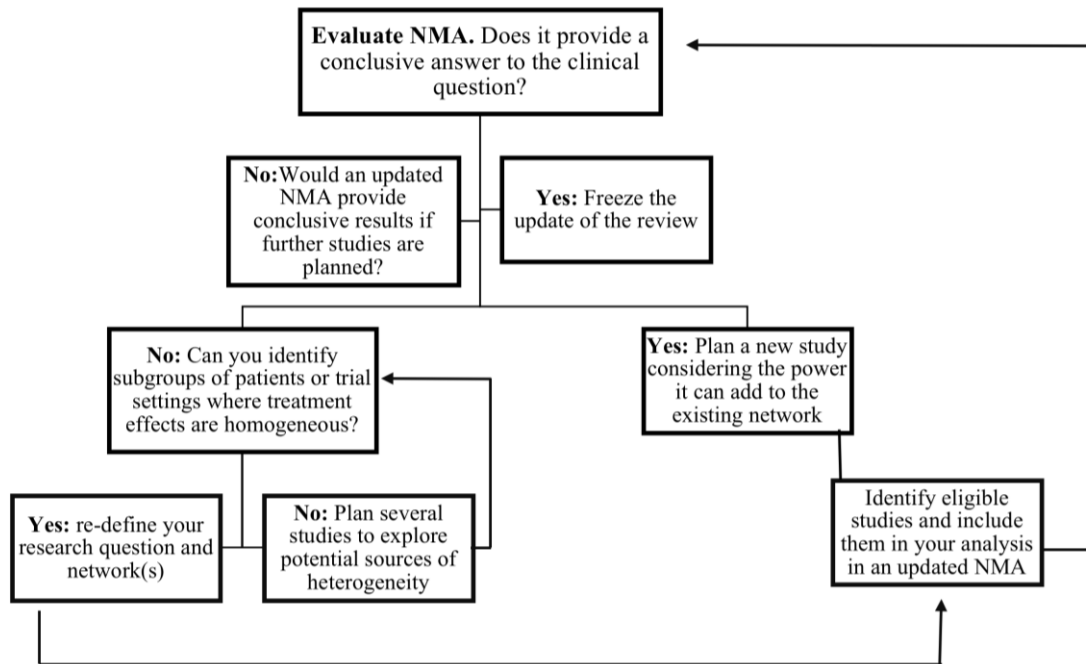 Evaluate NMA. Does it provide a
conclusive answer to the clinical
question?
No:Would an updated
NMA provide
conclusive results if
further studies are
planned?
Yes: Freeze the
update of the review
No: Can you identify
subgroups of patients or trial
settings where treatment
effects are homogeneous?
Yes: Plan a new study
considering the power
it can add to the
existing network
Yes: re-define your
research question and
network(s)
No: Plan several
studies to explore
potential sources of
heterogeneity
Identify eligible
studies and include
them in your analysis
in an updated NMA